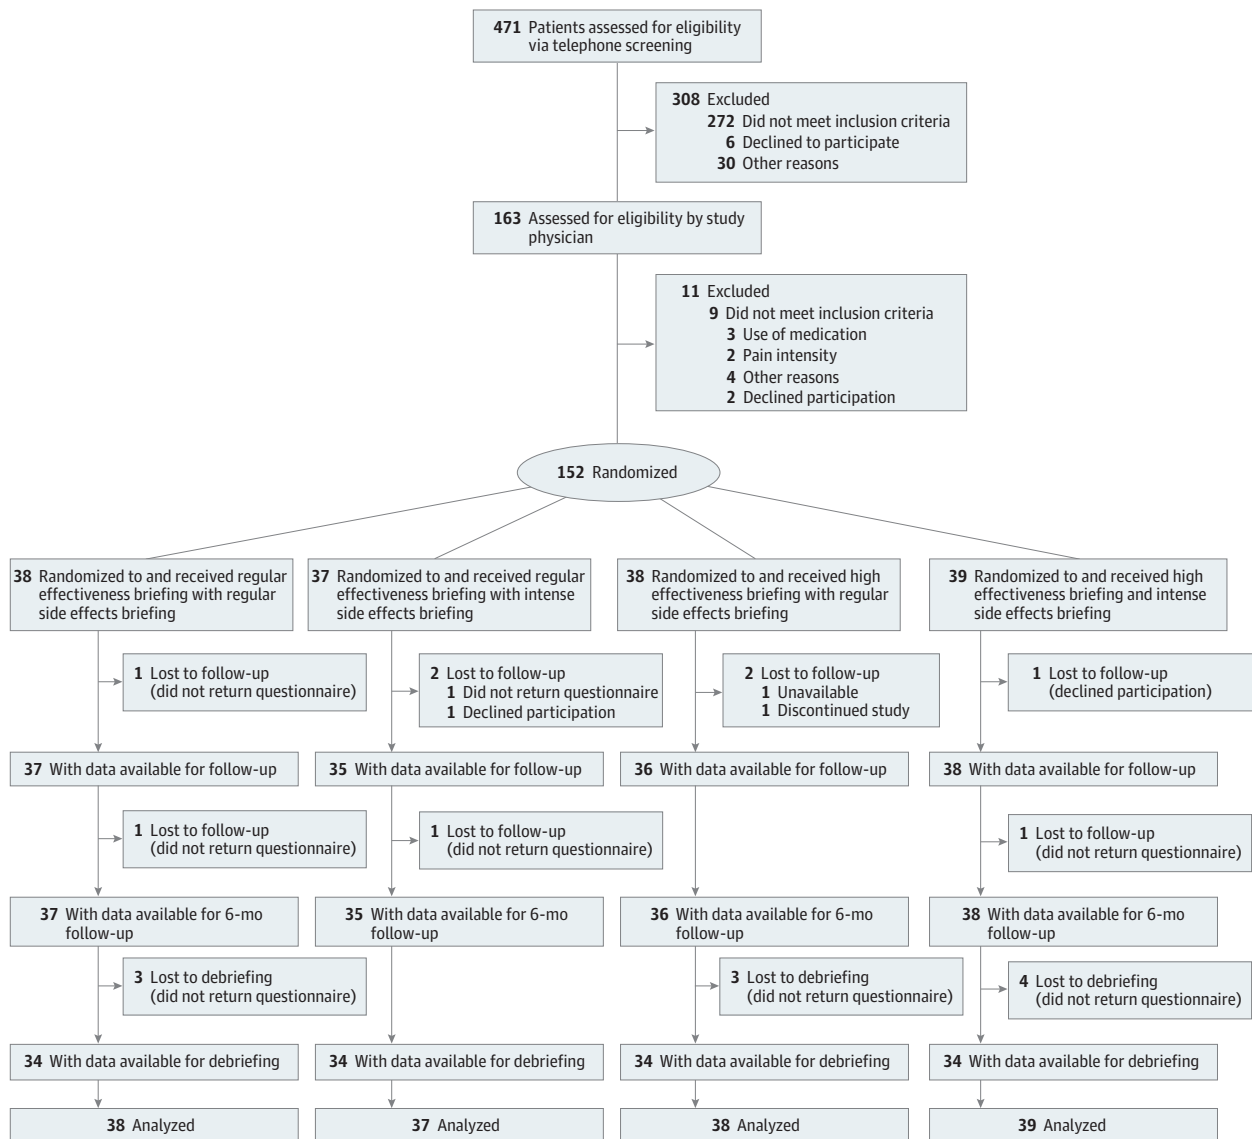 471 Patients assessed for eligibility
via telephone screening
308 Excluded
272 Did not meet inclusion criteria
6 Declined to participate
30 Other reasons
163 Assessed for eligibility by study
physician
11 Excluded
9 Did not meet inclusion criteria
3 Use of medication
2 Pain intensity
4 Other reasons
2 Declined participation
152 Randomized
38 Randomized to and received regular
effectiveness briefing with regular
side effects briefing
37 Randomized to and received regular
effectiveness briefing with intense
side effects briefing
38 Randomized to and received high
effectiveness briefing with regular
side effects briefing
39 Randomized to and received high
effectiveness briefing and intense
side effects briefing
1 Lost to follow-up
(did not return questionnaire)
2 Lost to follow-up
1 Did not return questionnaire
1 Declined participation
2 Lost to follow-up
1 Unavailable
1 Discontinued study
1 Lost to follow-up
(declined participation)
37 With data available for follow-up
35 With data available for follow-up
36 With data available for follow-up
38 With data available for follow-up
1 Lost to follow-up
(did not return questionnaire)
1 Lost to follow-up
(did not return questionnaire)
1 Lost to follow-up
(did not return questionnaire)
37 With data available for 6-mo
follow-up
35 With data available for 6-mo
follow-up
36 With data available for 6-mo
follow-up
38 With data available for 6-mo
follow-up
3 Lost to debriefing
(did not return questionnaire)
3 Lost to debriefing
(did not return questionnaire)
4 Lost to debriefing
(did not return questionnaire)
34 With data available for debriefing
34 With data available for debriefing
34 With data available for debriefing
34 With data available for debriefing
38 Analyzed
37 Analyzed
38 Analyzed
39 Analyzed